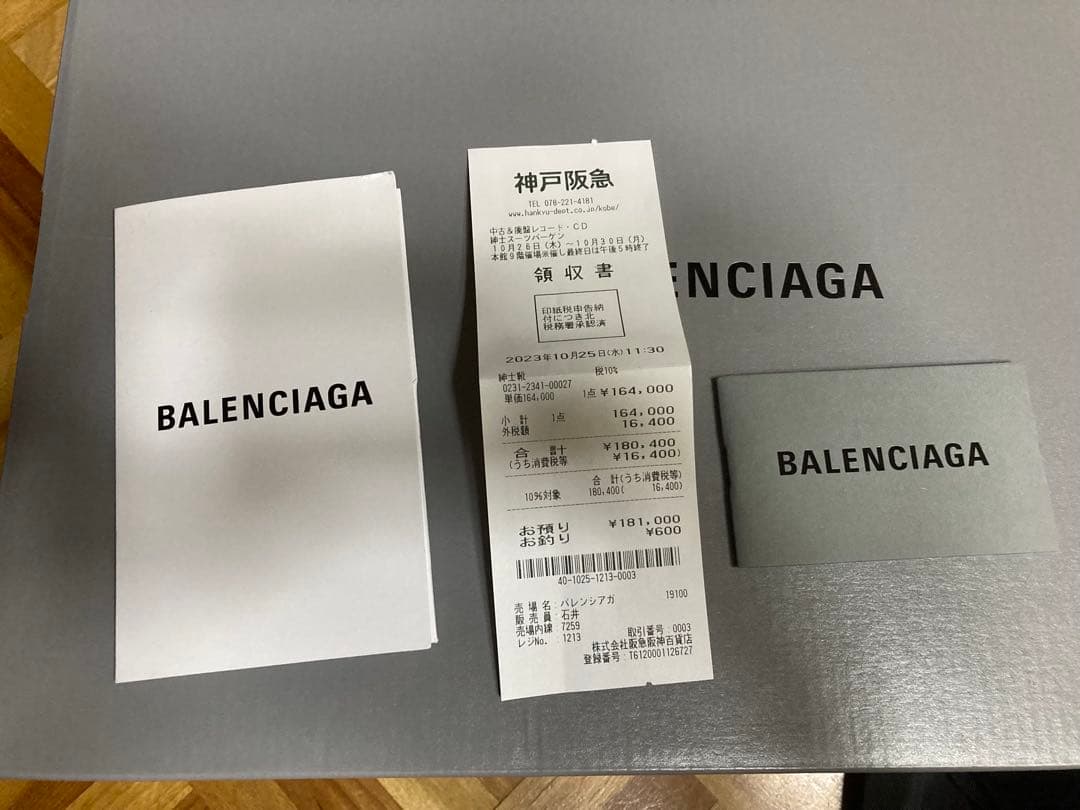 BALENCIAGA
神戸阪急
TEL 078-221-4181
www.hankyu-dept.co.jp/kobe/
中古&廃盤レコード・CD
紳士スーツバーゲン
10月26日(木)~10月30日(月)
本館9階催場※催し最終日は午後5時終了
領収書
印紙税申告納
付につき北
税務署承認済
2023年10月25日(水)11:30
紳士靴 税10%
0231-2341-00027
単価164,000 1点 ¥164,000
小計 1点 164,000
外税額 16,400
合計 ¥180,400
(うち消費税等 ¥16,400)
合計(うち消費税等)
10%対象 180,400( 16,400)
お預り ¥181,000
お釣り ¥600
40-1025-1213-0003
売場名:バレンシアガ 19100
販売員:石井
売場内線:7259
レジNo. 1213 取引番号:0003
株式会社阪急阪神百貨店
登録番号:T6120001126727
ENCIAGA
BALENCIAGA